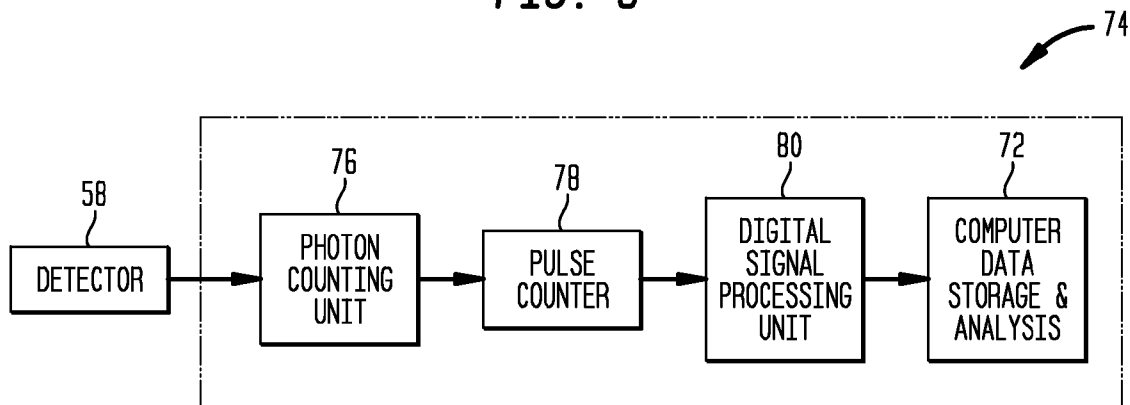 74
58
76
78
80
72
DETECTOR
PHOTON
COUNTING
UNIT
PULSE
COUNTER
DIGITAL
SIGNAL
PROCESSING
UNIT
COMPUTER
DATA
STORAGE &
ANALYSIS